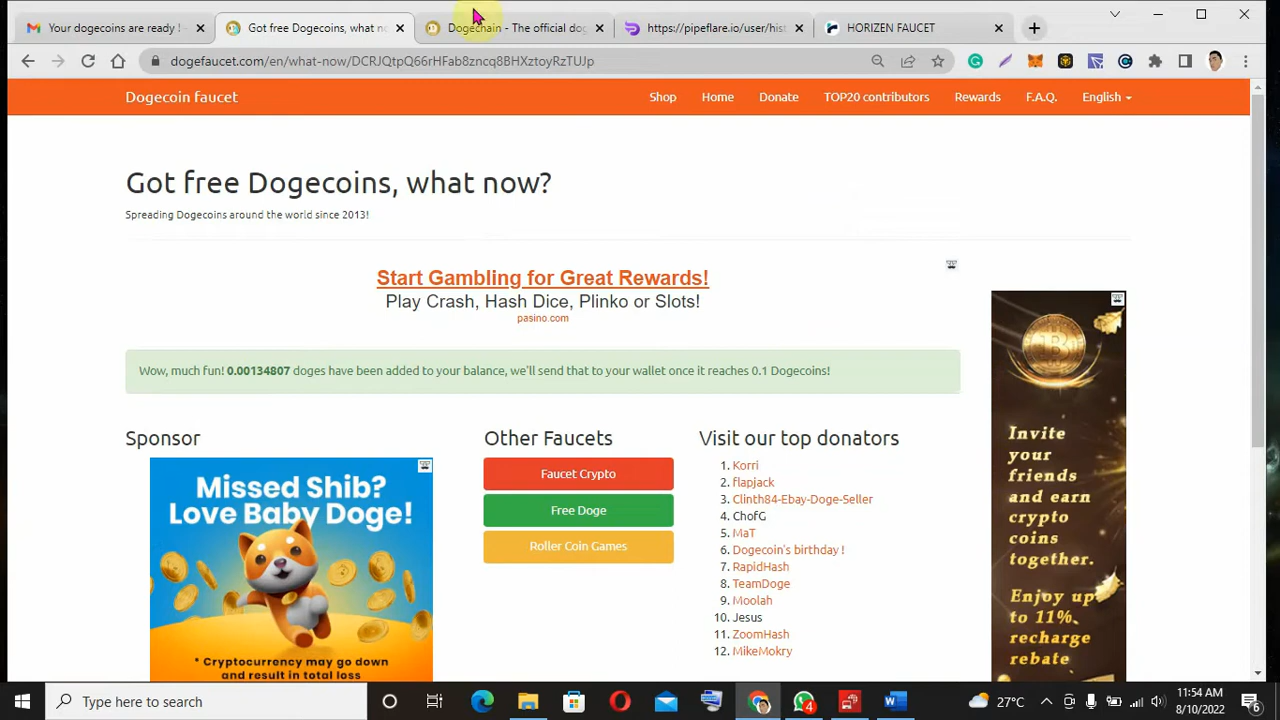 Your dogecoins are ready ! -
Got free Dogecoins, what no
Dogechain - The official dog
https://pipeflare.io/user/hist
HORIZEN FAUCET
dogefaucet.com/en/what-now/DCRJQtpQ66rHFab8zncq8BHXztoyRzTUJp
Dogecoin faucet
Shop
Home
Donate
TOP20 contributors
Rewards
F.A.Q.
English
Got free Dogecoins, what now?
Spreading Dogecoins around the world since 2013!
Start Gambling for Great Rewards!
Play Crash, Hash Dice, Plinko or Slots!
pasino.com
Wow, much fun! 0.00134807 doges have been added to your balance, we'll send that to your wallet once it reaches 0.1 Dogecoins!
Sponsor
Missed Shib?
Love Baby Doge!
* Cryptocurrency may go down
and result in total loss
Other Faucets
Faucet Crypto
Free Doge
Roller Coin Games
Visit our top donators
1. Korri
2. flapjack
3. Clinth84-Ebay-Doge-Seller
4. ChofG
5. MaT
6. Dogecoin's birthday !
7. RapidHash
8. TeamDoge
9. Moolah
10. Jesus
11. ZoomHash
12. MikeMokry
Invite
your
friends
and earn
crypto
coins
together.
Enjoy up
to 11%
recharge
rebate
Type here to search
4
27°C
11:54 AM
8/10/2022
6